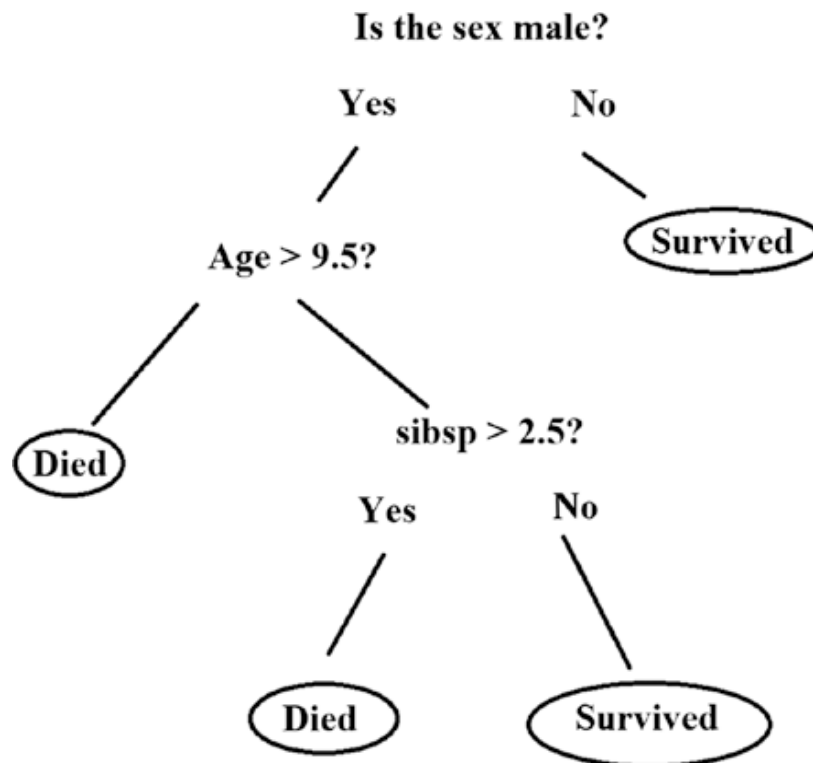 Is the sex male?
Yes No
Survived
Age > 9.5?
sibsp > 2.5?
Died
Yes No
Died Survived